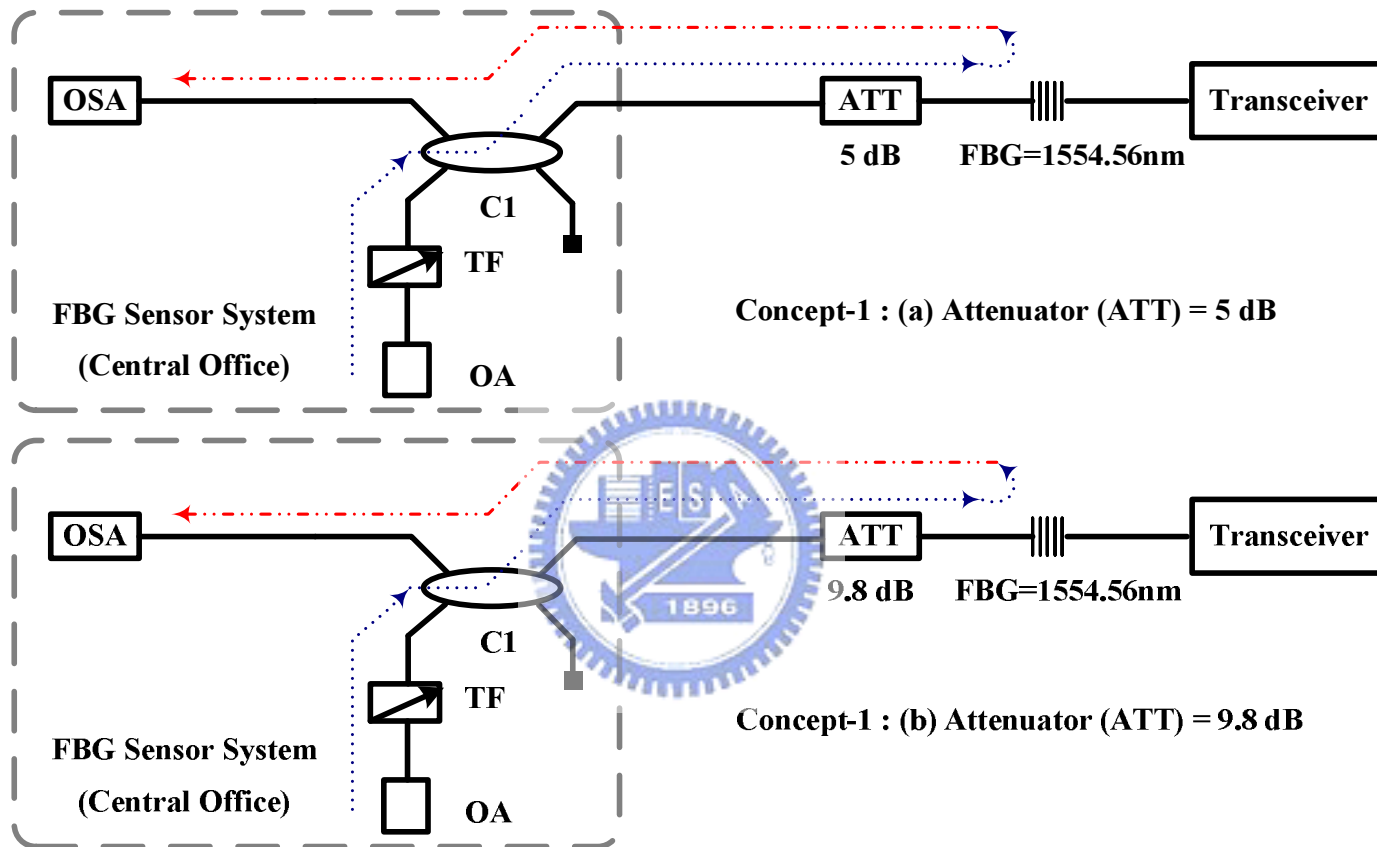 OSA
ATT
Transceiver
5 dB
FBG=1554.56nm
C1
TF
FBG Sensor System
(Central Office)
OA
Concept-1 : (a) Attenuator (ATT) = 5 dB
OSA
ATT
Transceiver
9.8 dB
FBG=1554.56nm
C1
TF
FBG Sensor System
(Central Office)
OA
Concept-1 : (b) Attenuator (ATT) = 9.8 dB
E S A
1896